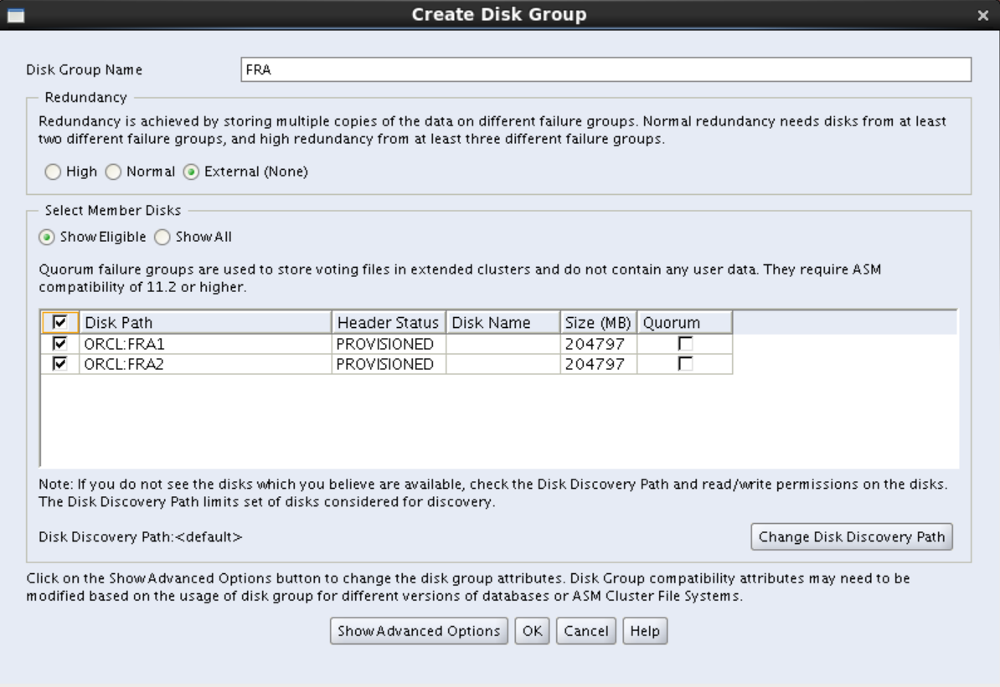 Create Disk Group
Disk Group Name FRA
Redundancy
Redundancy is achieved by storing multiple copies of the data on different failure groups. Normal redundancy needs disks from at least
two different failure groups, and high redundancy from at least three different failure groups.
High Normal External (None)
Select Member Disks
Show Eligible Show All
Quorum failure groups are used to store voting files in extended clusters and do not contain any user data. They require ASM
compatibility of 11.2 or higher.
Disk Path Header Status Disk Name Size (MB) Quorum
ORCL:FRA1 PROVISIONED 204797
ORCL:FRA2 PROVISIONED 204797
Note: If you do not see the disks which you believe are available, check the Disk Discovery Path and read/write permissions on the disks.
The Disk Discovery Path limits set of disks considered for discovery.
Disk Discovery Path:<default> Change Disk Discovery Path
Click on the Show Advanced Options button to change the disk group attributes. Disk Group compatibility attributes may need to be
modified based on the usage of disk group for different versions of databases or ASM Cluster File Systems.
Show Advanced Options OK Cancel Help